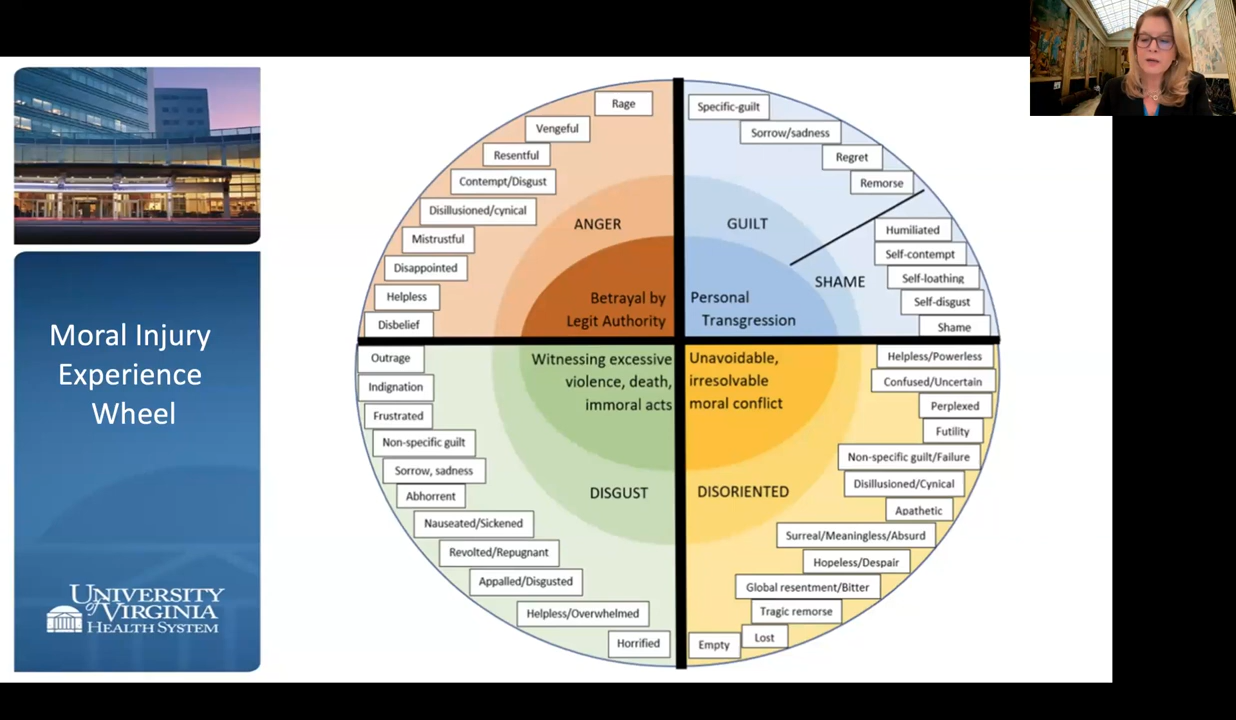 Moral Injury
Experience
Wheel
UNIVERSITY
of VIRGINIA
HEALTH SYSTEM
Rage
Vengeful
Resentful
Contempt/Disgust
Disillusioned/cynical
Mistrustful
Disappointed
Helpless
Disbelief
ANGER
Betrayal by
Legit Authority
Specific-guilt
Sorrow/sadness
Regret
Remorse
GUILT
Humiliated
Self-contempt
Self-loathing
Self-disgust
Shame
SHAME
Personal
Transgression
Outrage
Indignation
Frustrated
Non-specific guilt
Sorrow, sadness
Abhorrent
Nauseated/Sickened
Revolted/Repugnant
Appalled/Disgusted
Helpless/Overwhelmed
Horrified
Witnessing excessive
violence, death,
immoral acts
DISGUST
Unavoidable,
irresolvable
moral conflict
DISORIENTED
Helpless/Powerless
Confused/Uncertain
Perplexed
Futility
Non-specific guilt/Failure
Disillusioned/Cynical
Apathetic
Surreal/Meaningless/Absurd
Hopeless/Despair
Global resentment/Bitter
Tragic remorse
Lost
Empty